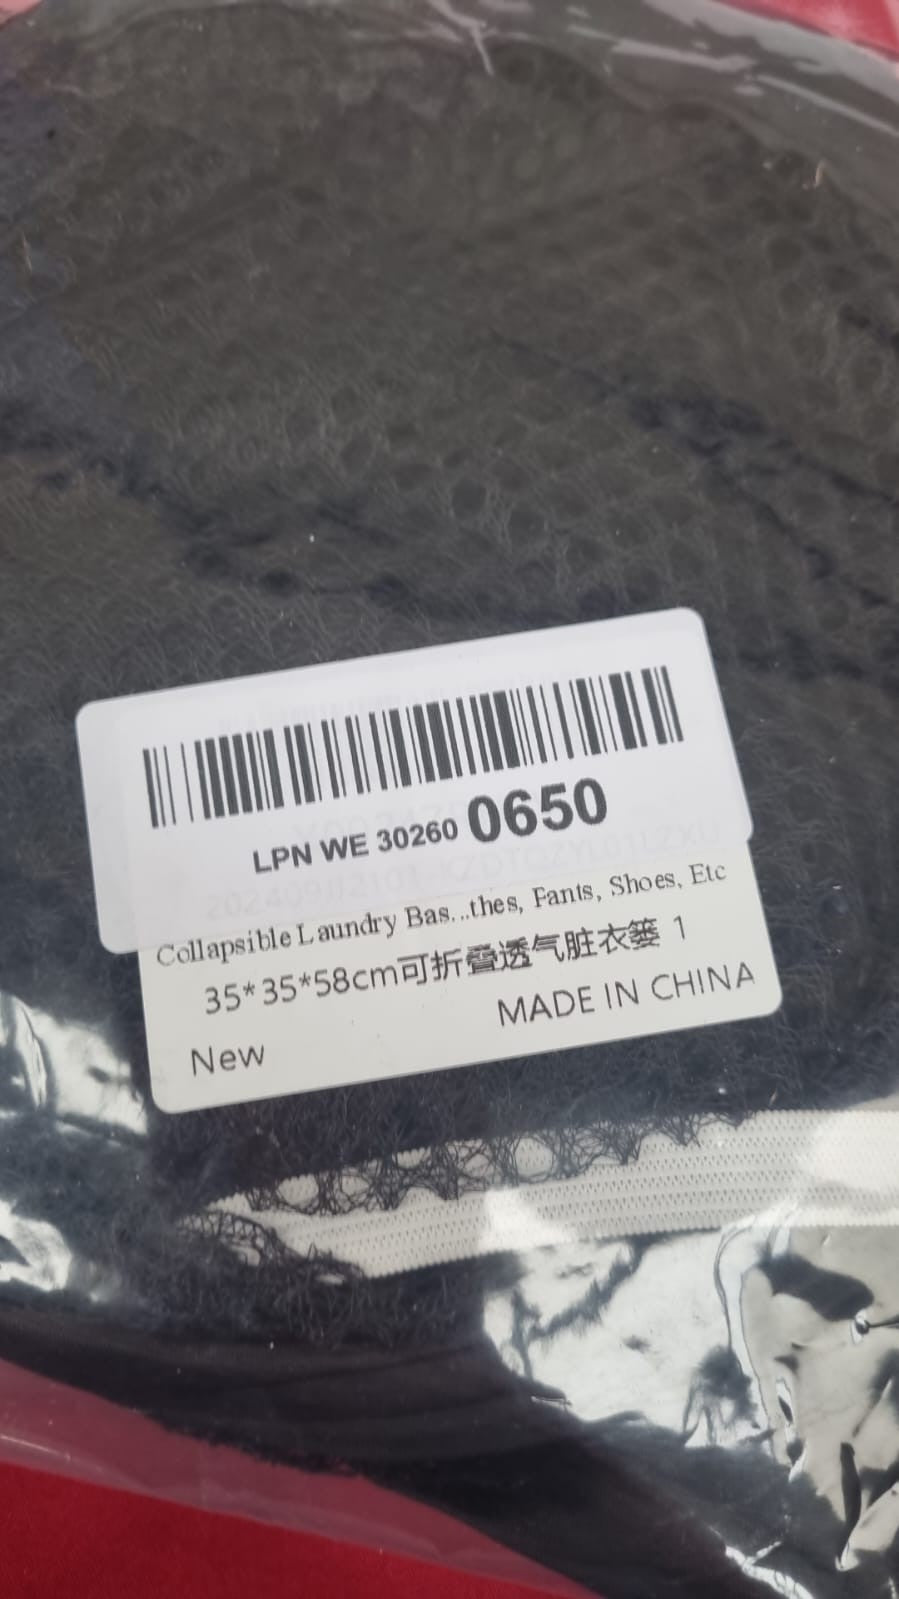 LPN WE 30260 0650
Collapsible Laundry Bas...thes, Fants, Shoes, Etc
35*35*58cm可折叠透气脏衣篓 1
MADE IN CHINA
New